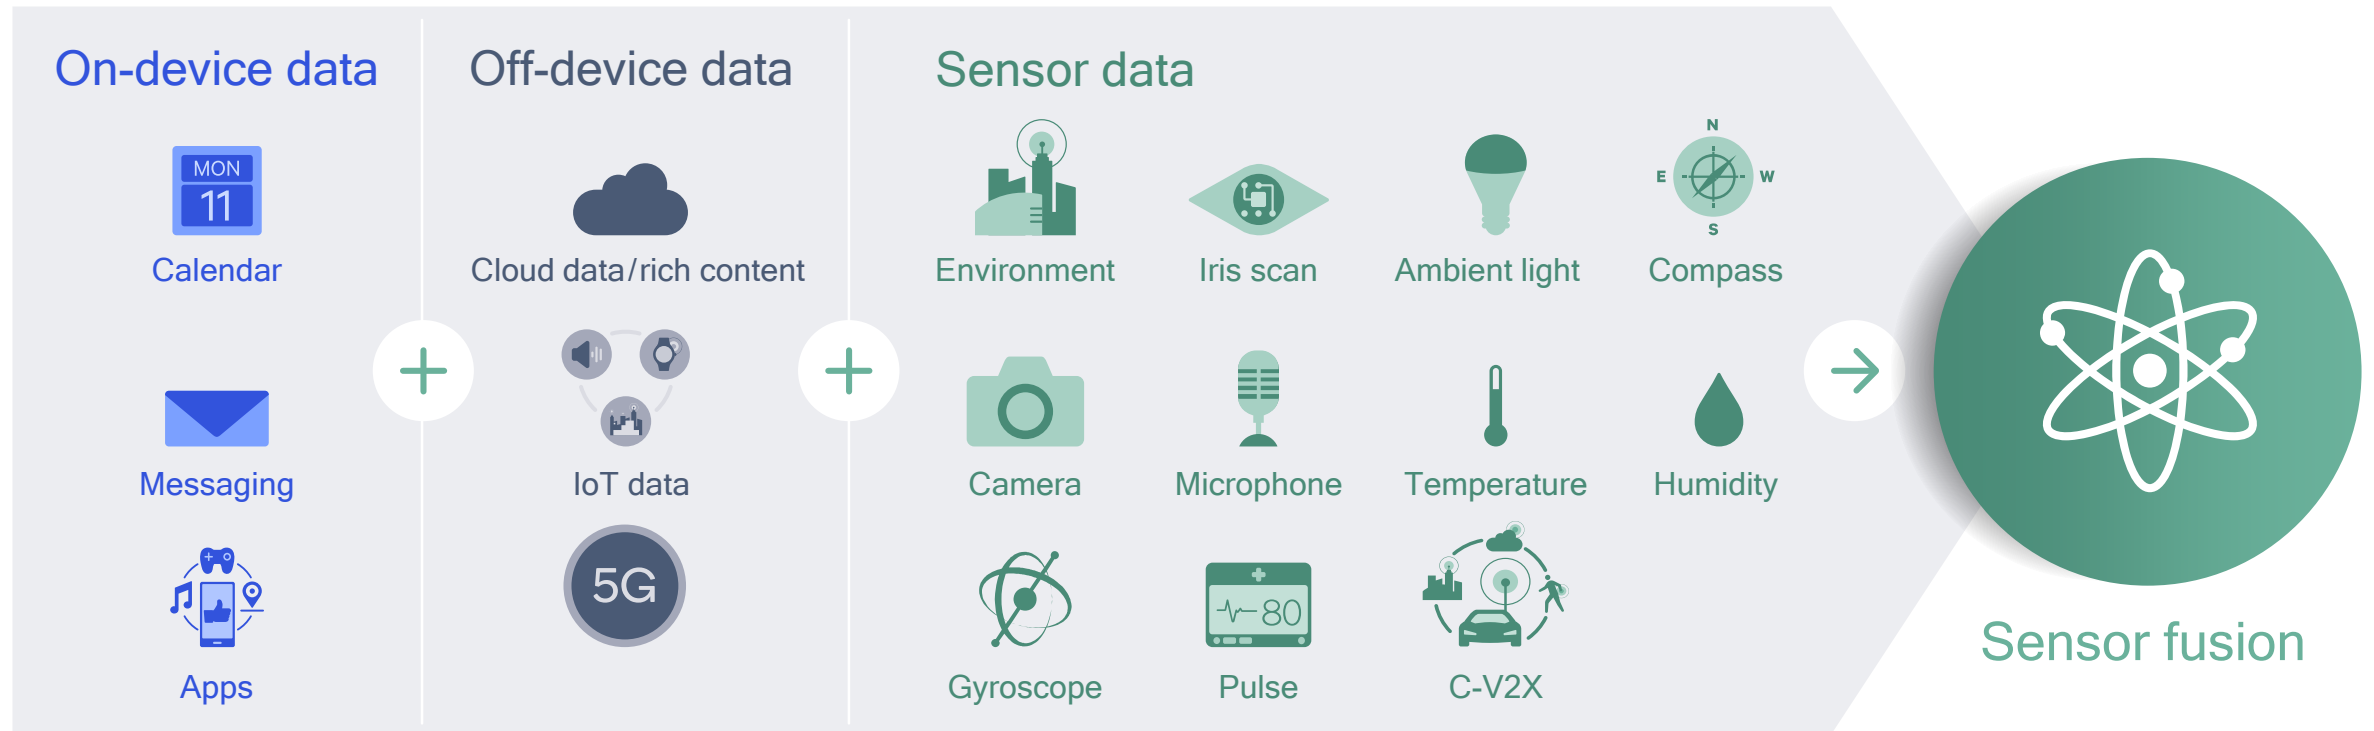 On-device data
MON
11
Calendar
Messaging
Apps
Off-device data
Cloud data/rich content
IoT data
5G
Sensor data
Environment
Iris scan
Ambient light
N
E
W
S
Compass
Camera
Microphone
Temperature
Humidity
Gyroscope
80
Pulse
C-V2X
Sensor fusion